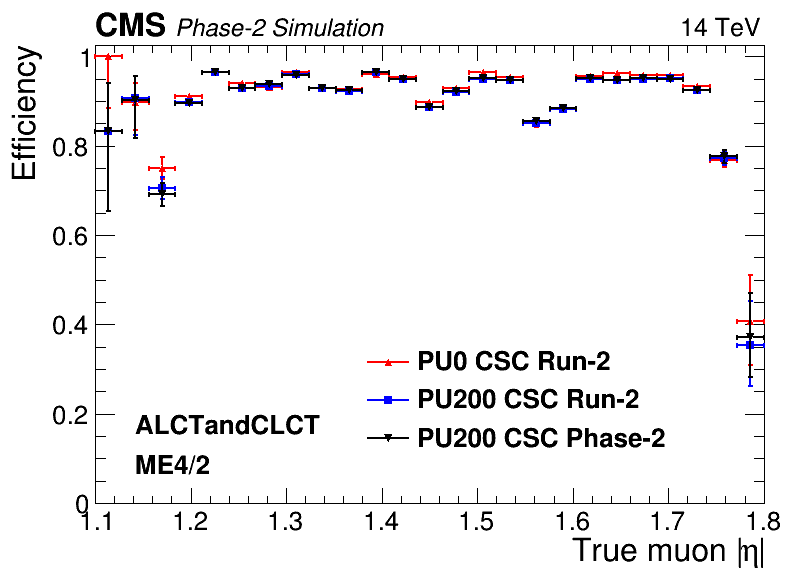 CMS Phase-2 Simulation 14 TeV
Efficiency
1
0.8
0.6
0.4
0.2
0
PU0 CSC Run-2
PU200 CSC Run-2
PU200 CSC Phase-2
ALCTandCLCT
ME4/2
1.1 1.2 1.3 1.4 1.5 1.6 1.7 1.8
True muon |η|